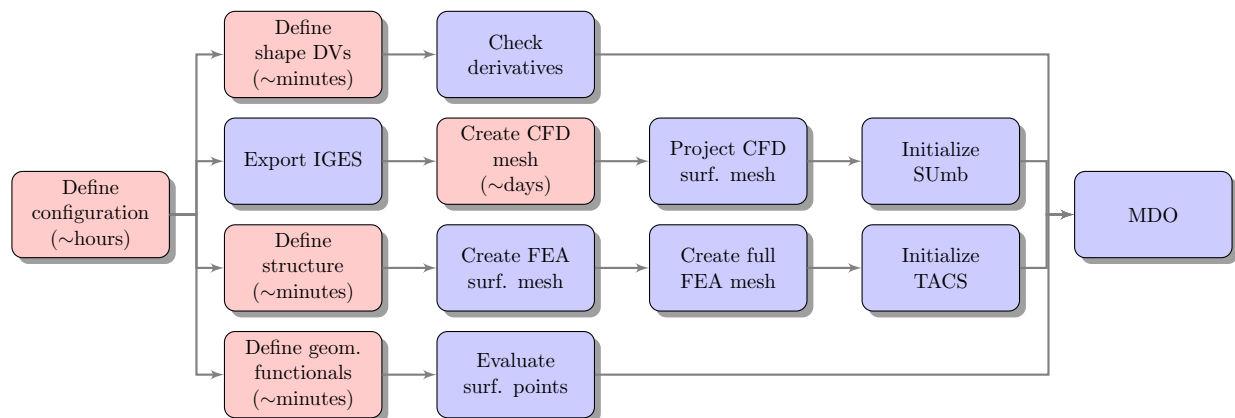 Define
shape DVs
(~minutes)
Check
derivatives
Export IGES
Create CFD
mesh
(~days)
Project CFD
surf. mesh
Initialize
SUmb
Define
configuration
(~hours)
MDO
Define
structure
(~minutes)
Create FEA
surf. mesh
Create full
FEA mesh
Initialize
TACS
Define geom.
functionals
(~minutes)
Evaluate
surf. points